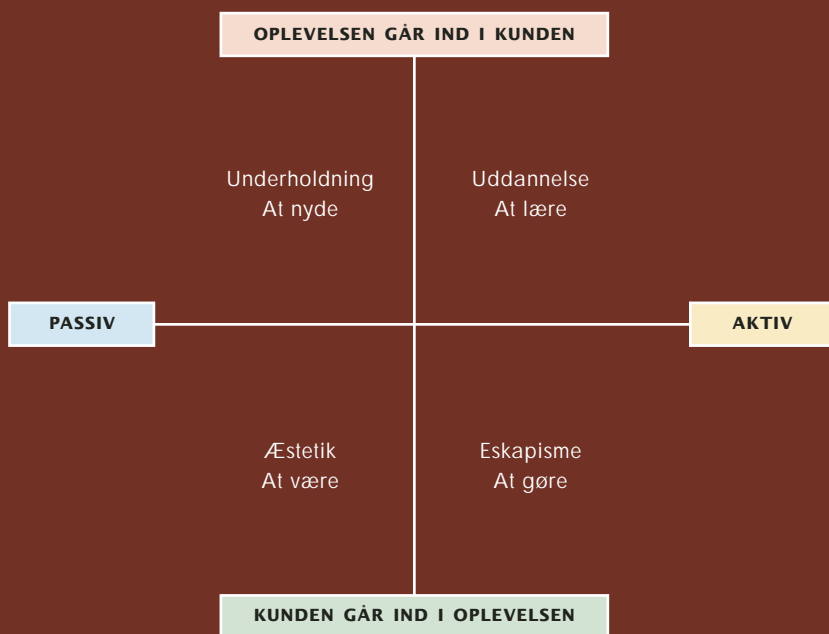 OPLEVELSEN GÅR IND I KUNDEN
Underholdning
At nyde
Uddannelse
At lære
PASSIV
AKTIV
Æstetik
At være
Eskapisme
At gøre
KUNDEN GÅR IND I OPLEVELSEN